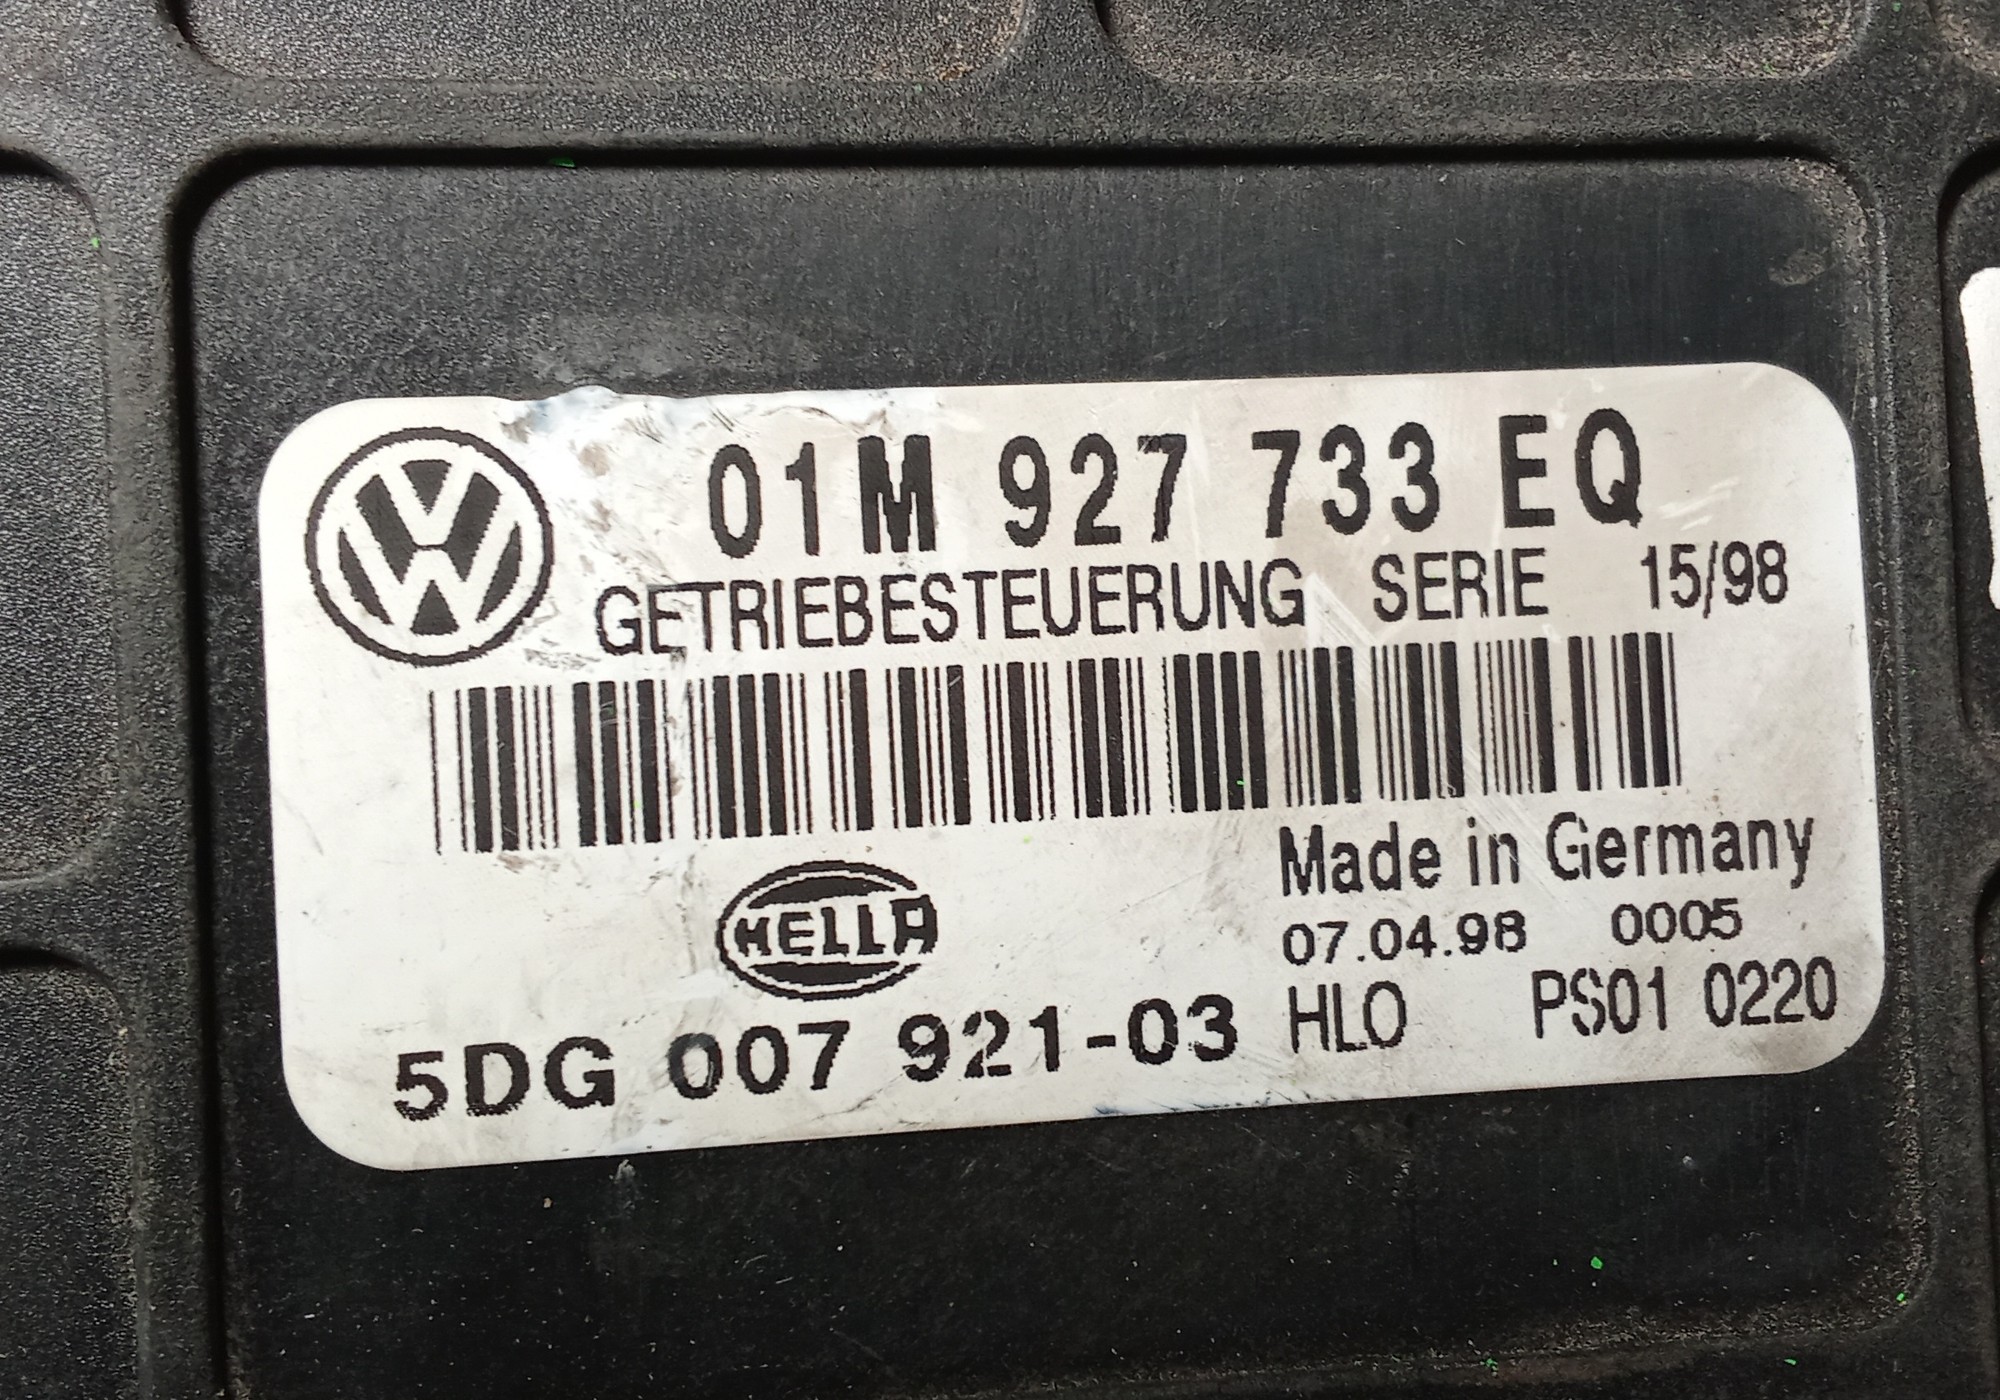 01M 927 733 EQ
GETRIEBESTEUERUNG SERIE 15/98
Made in Germany
HELLA
07.04.98 0005
5DG 007 921-03 HLO PS01 0220